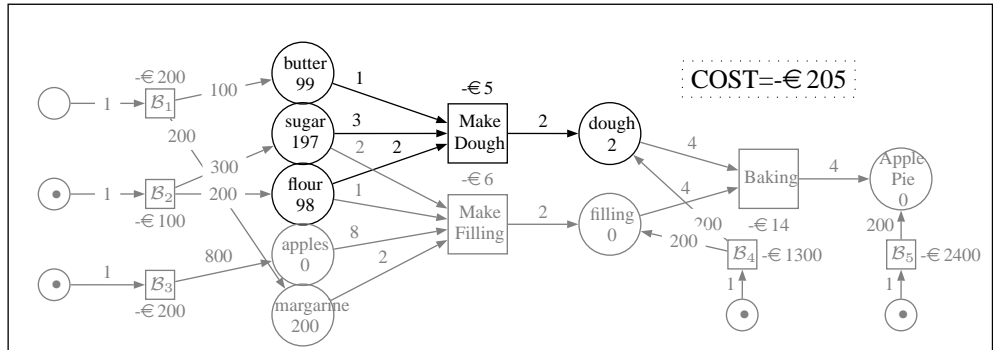 butter
99
-€200
100
1
B1
1
-€5
Make
Dough
COST=-€205
200
sugar
197
3
2
2
2
dough
2
4
300
1
B2
200
-€100
flour
98
1
-€6
Make
Filling
2
filling
0
4
Baking
4
Apple
Pie
0
-€14
apples
0
8
2
200
200
200
1
B3
800
-€200
margarine
200
B4
-€1300
1
B5
-€2400
1